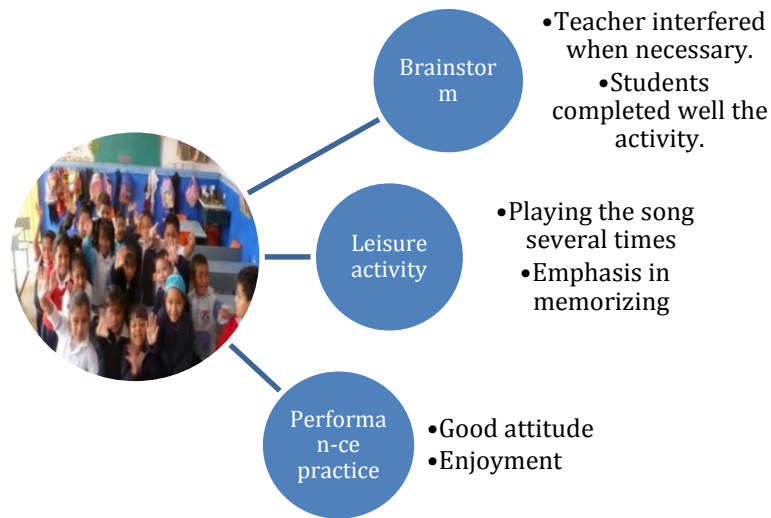 Brainstor
m
•Teacher interfered
when necessary.
•Students
completed well the
activity.
Leisure
activity
•Playing the song
several times
•Emphasis in
memorizing
Performa
n-ce
practice
•Good attitude
•Enjoyment